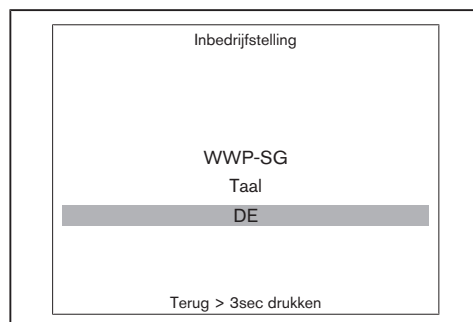 Inbedrijfstelling
WWP-SG
Taal
DE
Terug > 3sec drukken